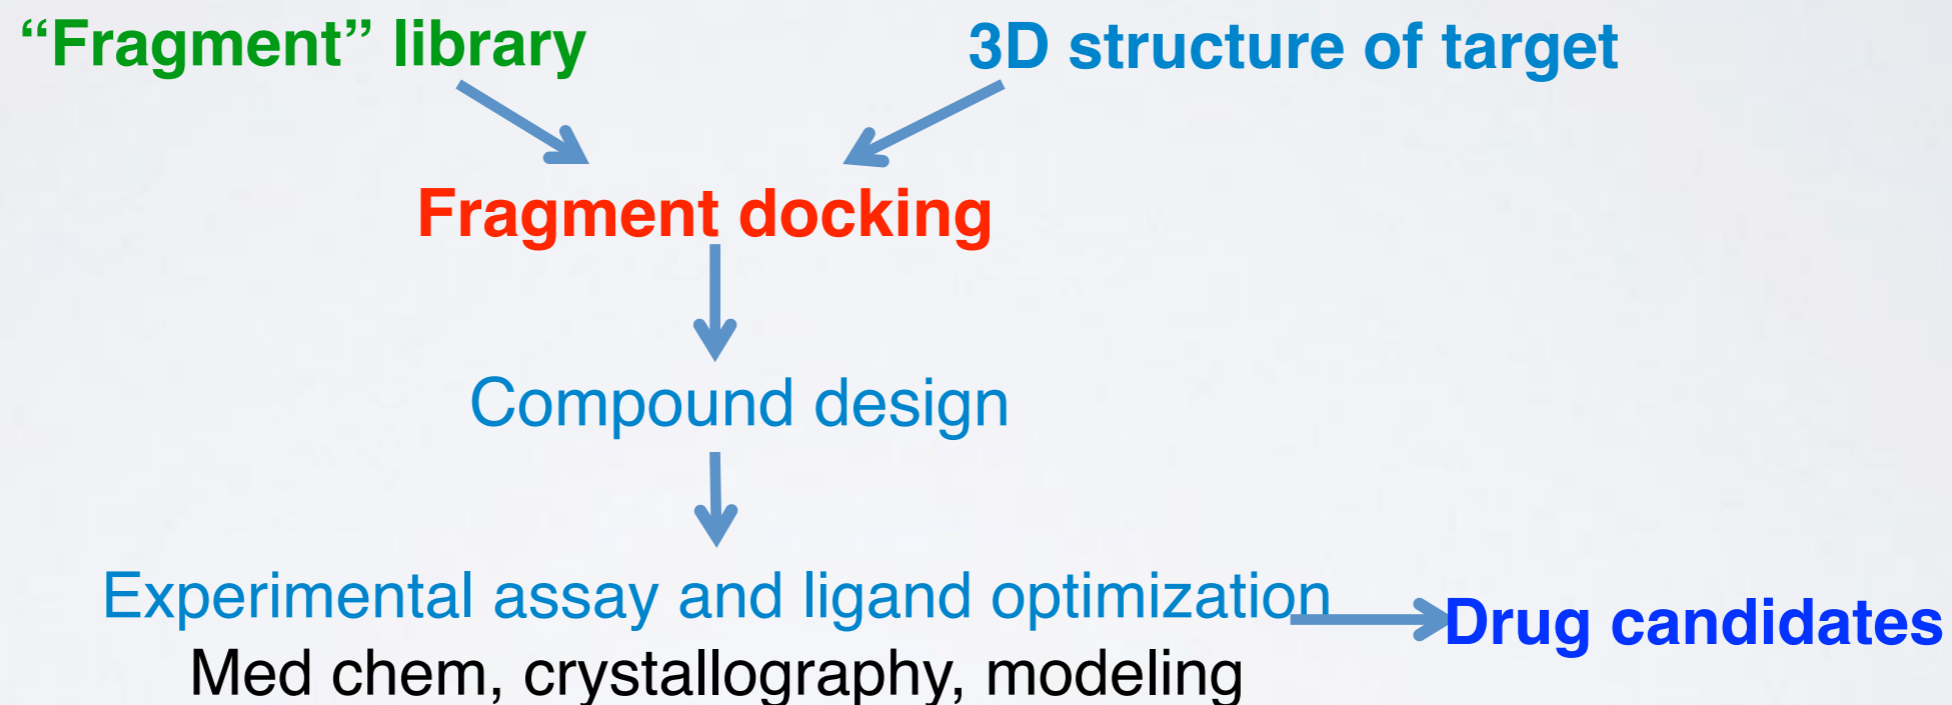 “Fragment” library
3D structure of target
Fragment docking
Compound design
Experimental assay and ligand optimization
Drug candidates
Med chem, crystallography, modeling